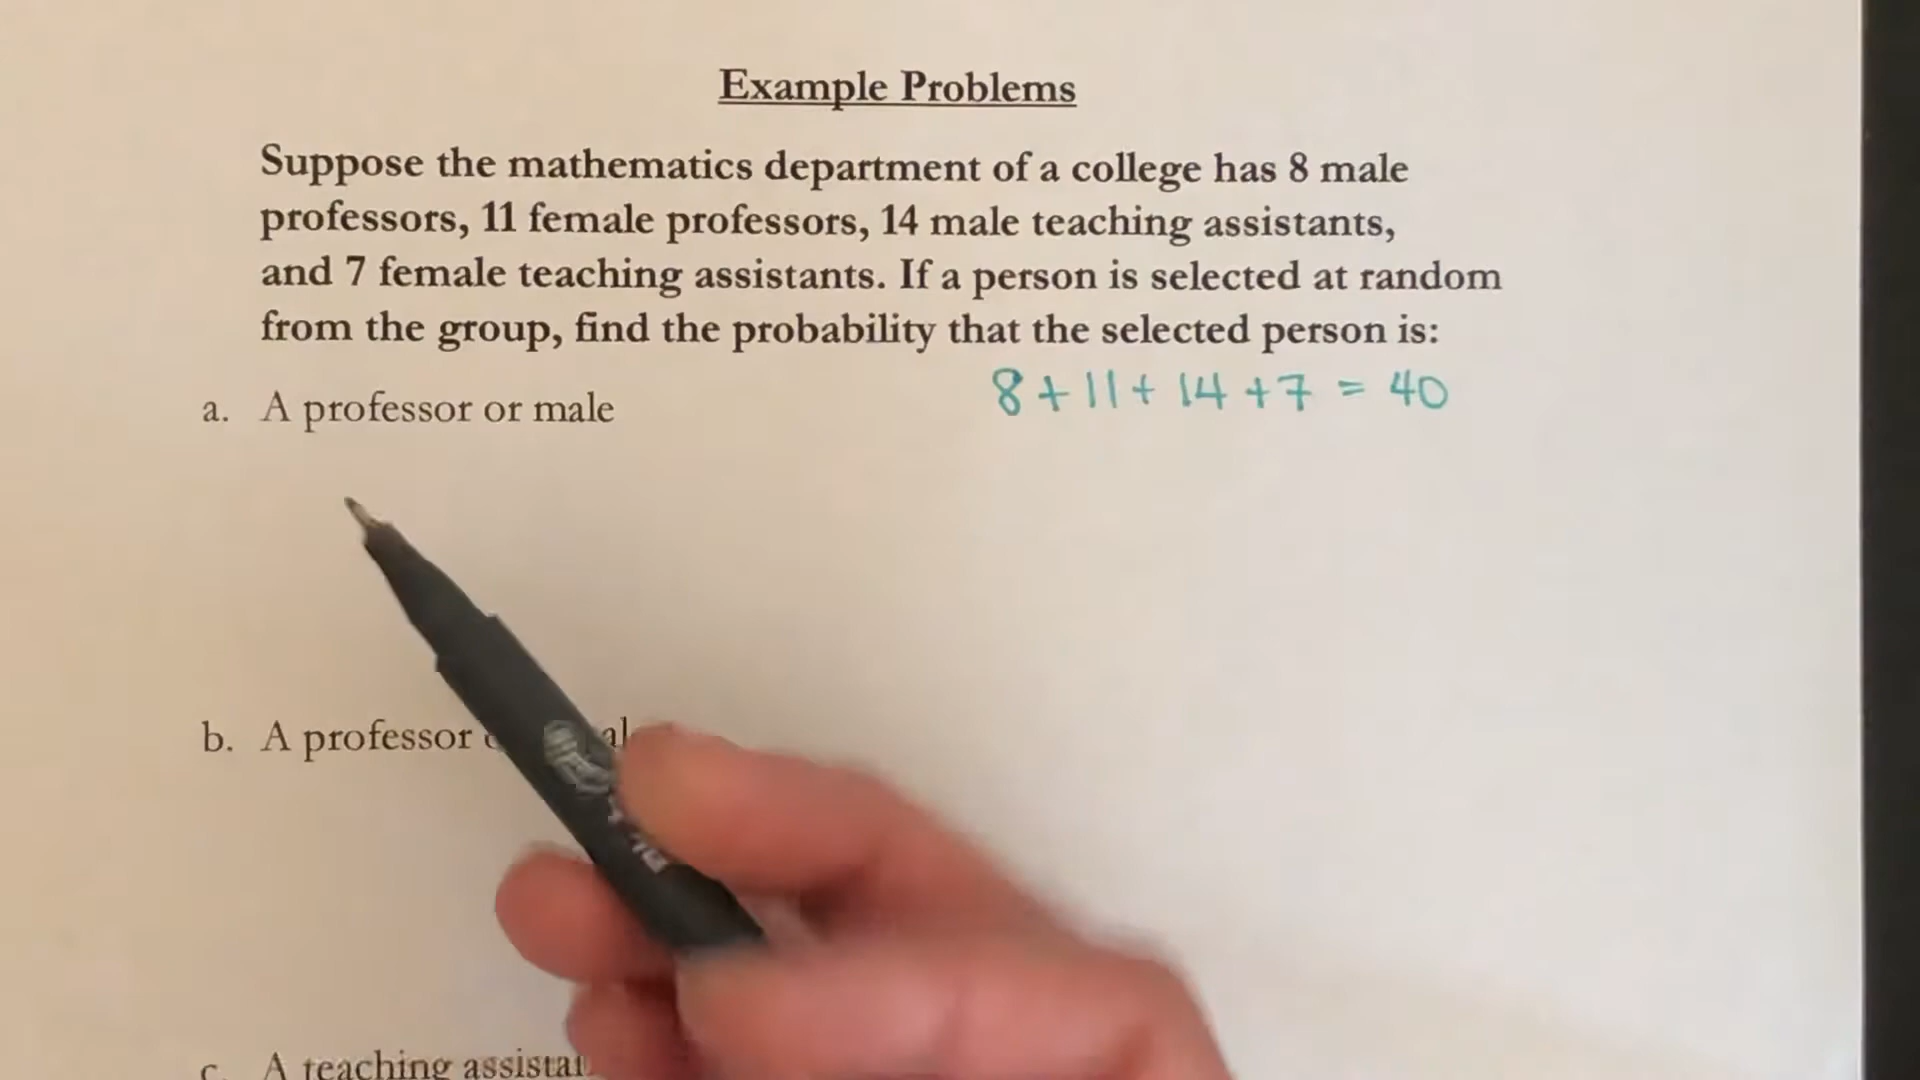 Example Problems
Suppose the mathematics department of a college has 8 male
professors, 11 female professors, 14 male teaching assistants,
and 7 female teaching assistants. If a person is selected at random
from the group, find the probability that the selected person is:
8 + 11 + 14 + 7 = 40
a. A professor or male
b. A professor
c. A teaching